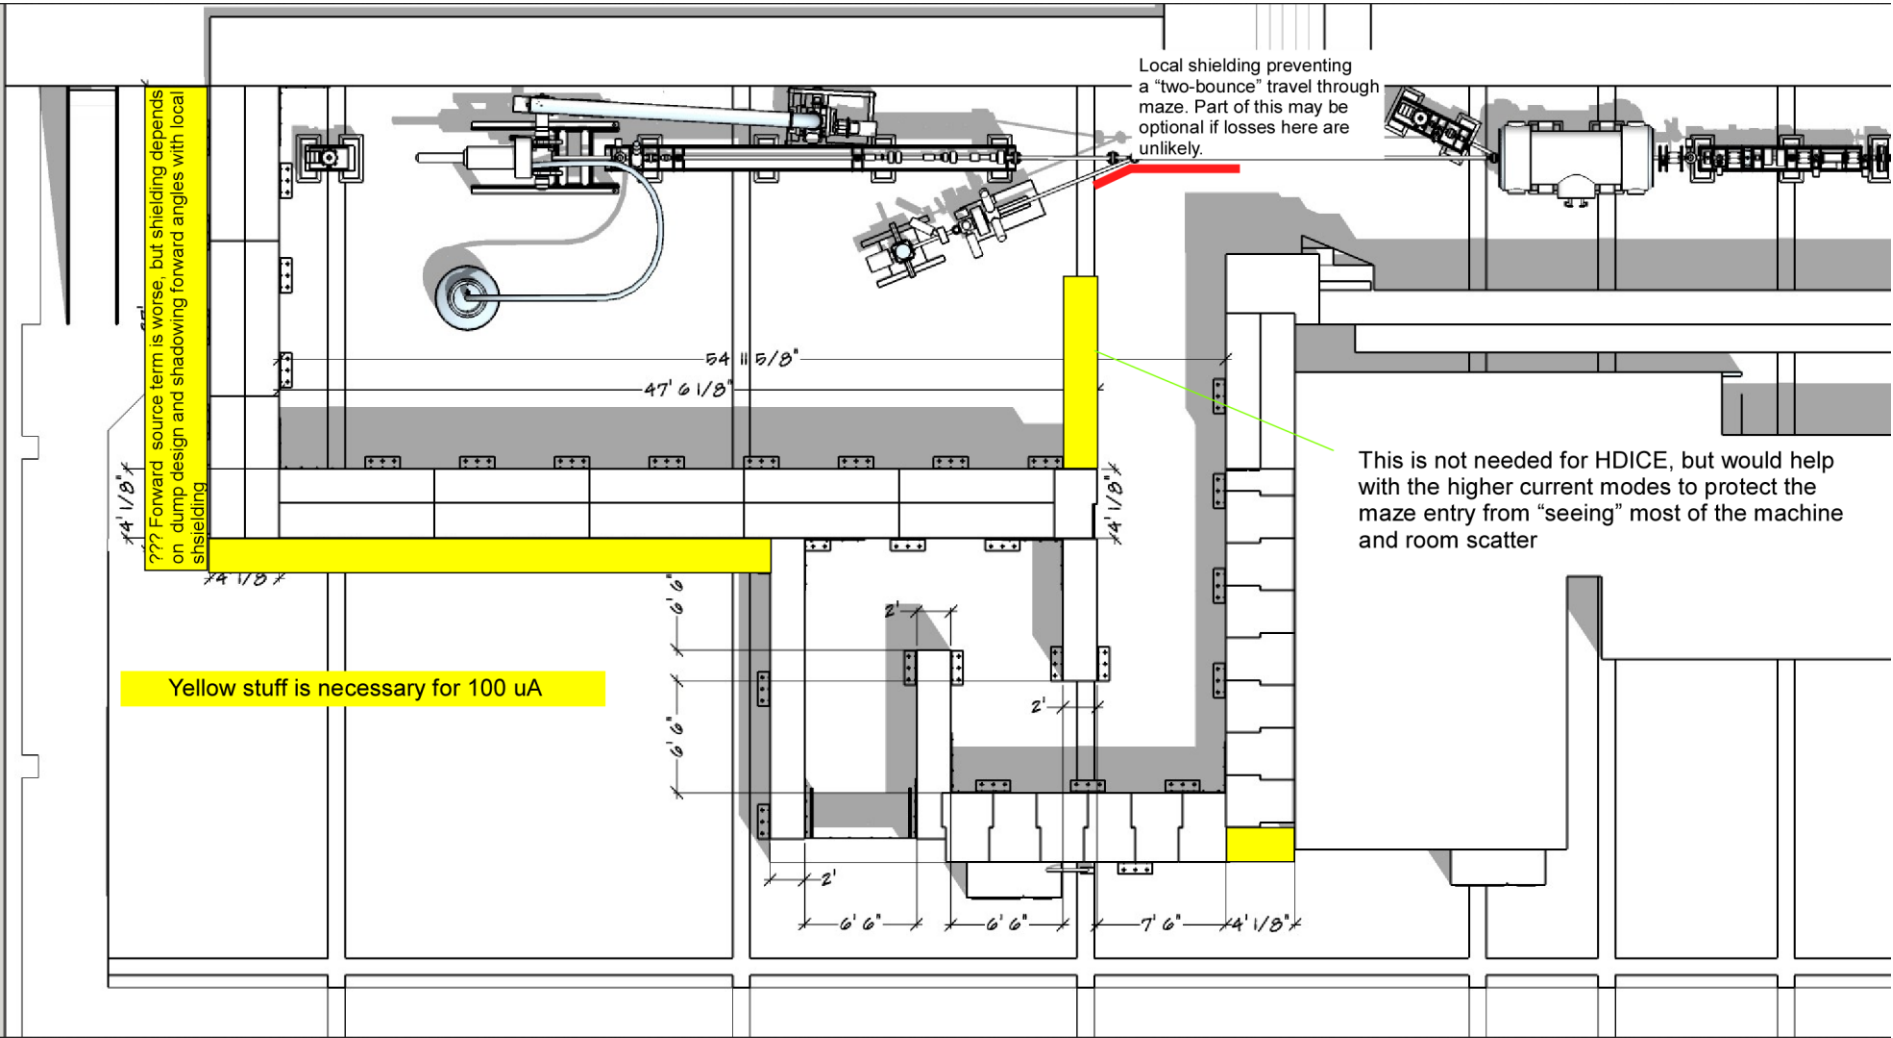 Local shielding preventing
a “two-bounce” travel through
maze. Part of this may be
optional if losses here are
unlikely.
??? Forward source term is worse, but shielding depends
on dump design and shadowing forward angles with local
shsielding
54 11 5/8"
47' 6 1/8"
This is not needed for HDICE, but would help
with the higher current modes to protect the
maze entry from “seeing” most of the machine
and room scatter
4' 1/8"
4' 1/8"
4' 1/8"
6' 6"
2'
Yellow stuff is necessary for 100 uA
6' 6"
2'
2'
6' 6"
6' 6"
7' 6"
4' 1/8"